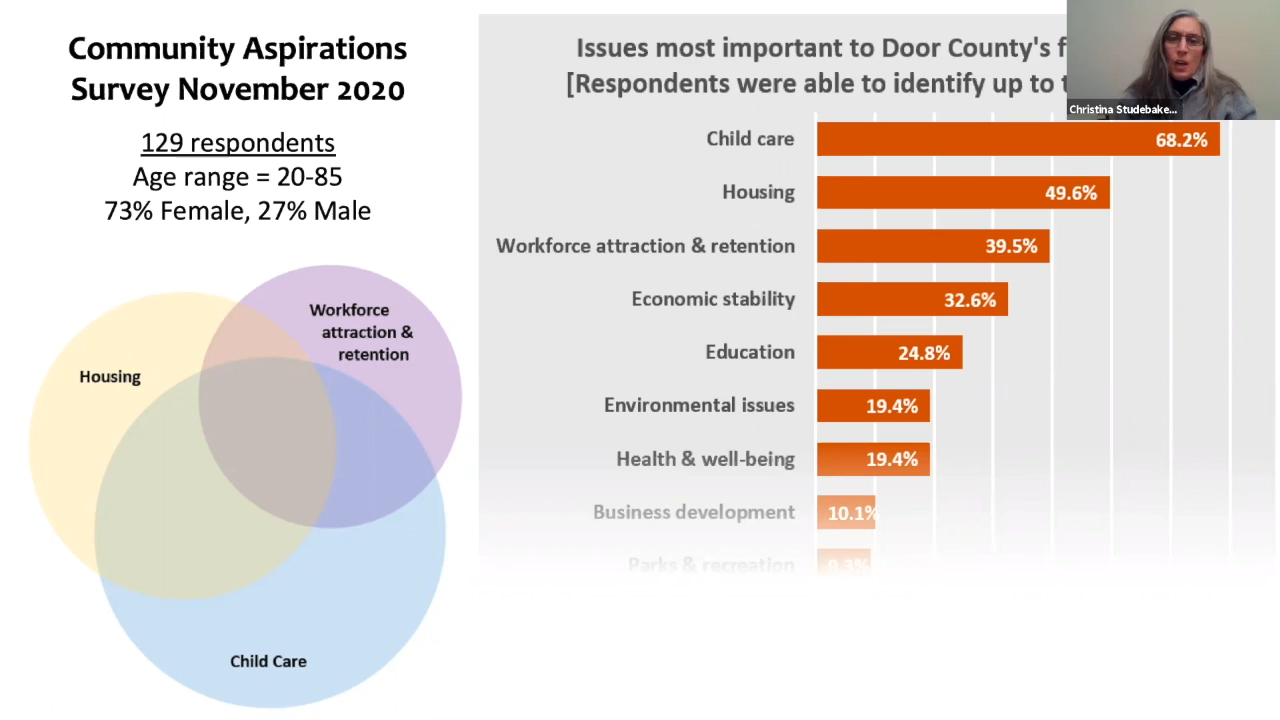 Community Aspirations
Survey November 2020
129 respondents
Age range = 20-85
73% Female, 27% Male
Housing
Workforce
attraction &
retention
Child Care
Issues most important to Door County's
[Respondents were able to identify up to
Christina Studebake...
Child care 68.2%
Housing 49.6%
Workforce attraction & retention 39.5%
Economic stability 32.6%
Education 24.8%
Environmental issues 19.4%
Health & well-being 19.4%
Business development 10.1%
Parks & recreation